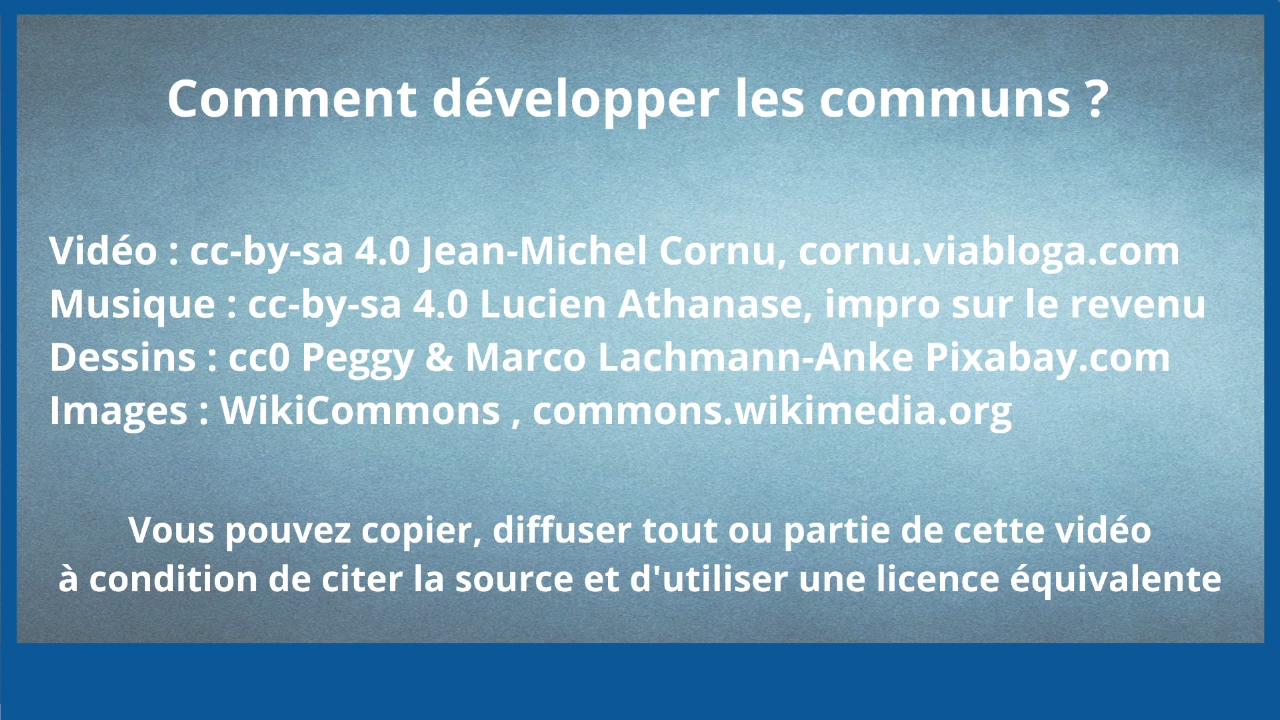 Comment développer les communs ?
Vidéo : cc-by-sa 4.0 Jean-Michel Cornu, cornu.viabloga.com
Musique : cc-by-sa 4.0 Lucien Athanase, impro sur le revenu
Dessins : cc0 Peggy & Marco Lachmann-Anke Pixabay.com
Images : WikiCommons , commons.wikimedia.org
Vous pouvez copier, diffuser tout ou partie de cette vidéo
à condition de citer la source et d'utiliser une licence équivalente